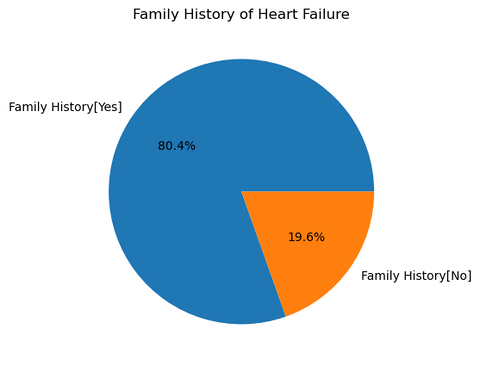 Family History of Heart Failure
Family History[Yes]
80.4%
19.6%
Family History[No]